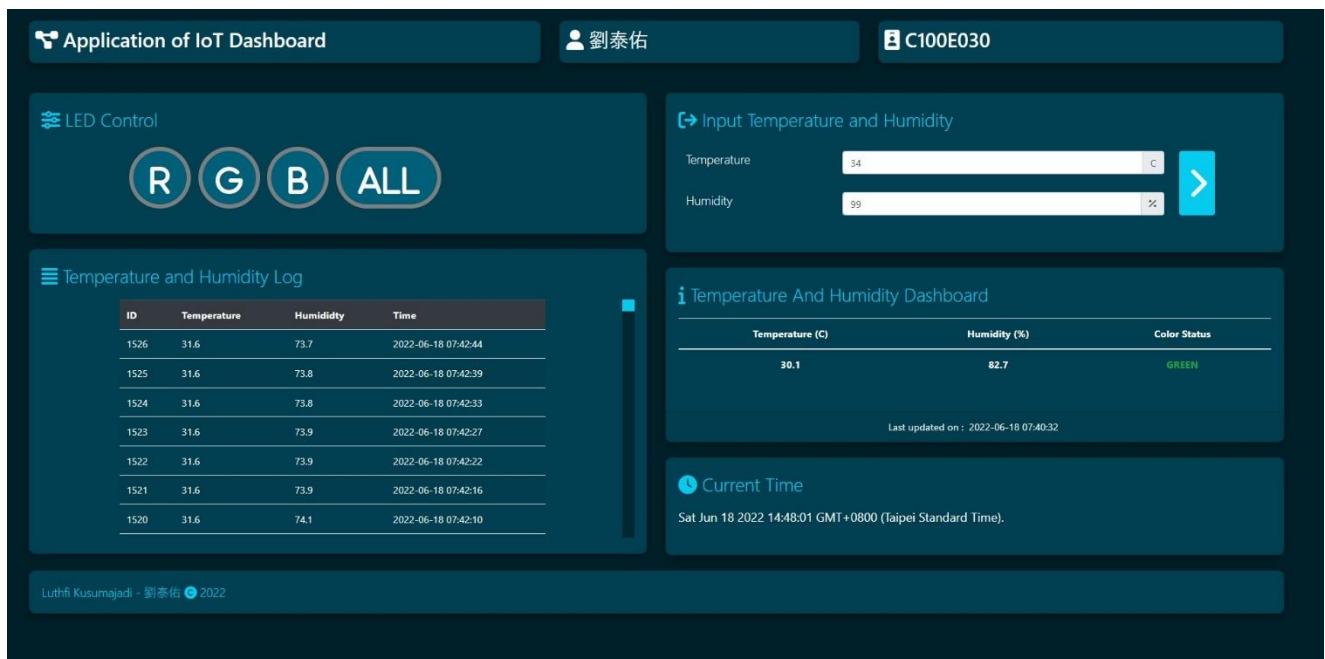 Application of IoT Dashboard
劉泰佑
C100E030
LED Control
R G B ALL
Temperature and Humidity Log
ID Temperature Humididty Time
1526 31.6 73.7 2022-06-18 07:42:44
1525 31.6 73.8 2022-06-18 07:42:39
1524 31.6 73.8 2022-06-18 07:42:33
1523 31.6 73.9 2022-06-18 07:42:27
1522 31.6 73.9 2022-06-18 07:42:22
1521 31.6 73.9 2022-06-18 07:42:16
1520 31.6 74.1 2022-06-18 07:42:10
Input Temperature and Humidity
Temperature 34 C
Humidity 99 %
Temperature And Humidity Dashboard
Temperature (C) Humidity (%) Color Status
30.1 82.7 GREEN
Last updated on : 2022-06-18 07:40:32
Current Time
Sat Jun 18 2022 14:48:01 GMT+0800 (Taipei Standard Time).
Luthfi Kusumajadi - 劉泰佑 © 2022